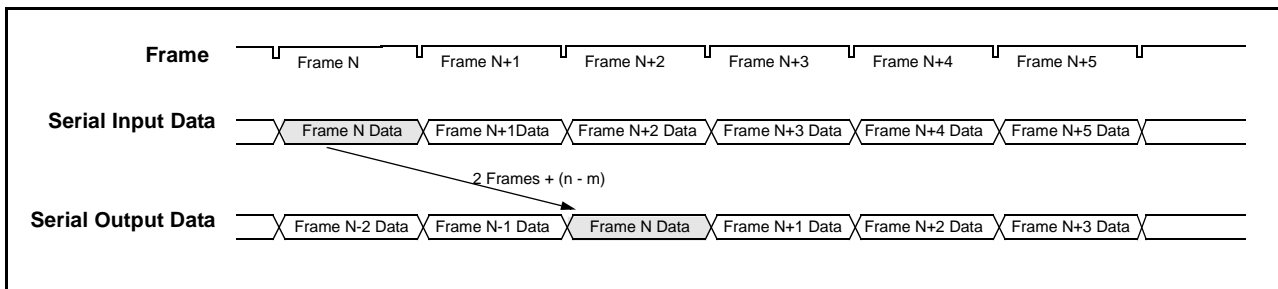 Frame
Frame N Frame N+1 Frame N+2 Frame N+3 Frame N+4 Frame N+5
Serial Input Data
Frame N Data Frame N+1Data Frame N+2 Data Frame N+3 Data Frame N+4 Data Frame N+5 Data
2 Frames + (n - m)
Serial Output Data
Frame N-2 Data Frame N-1 Data Frame N Data Frame N+1 Data Frame N+2 Data Frame N+3 Data